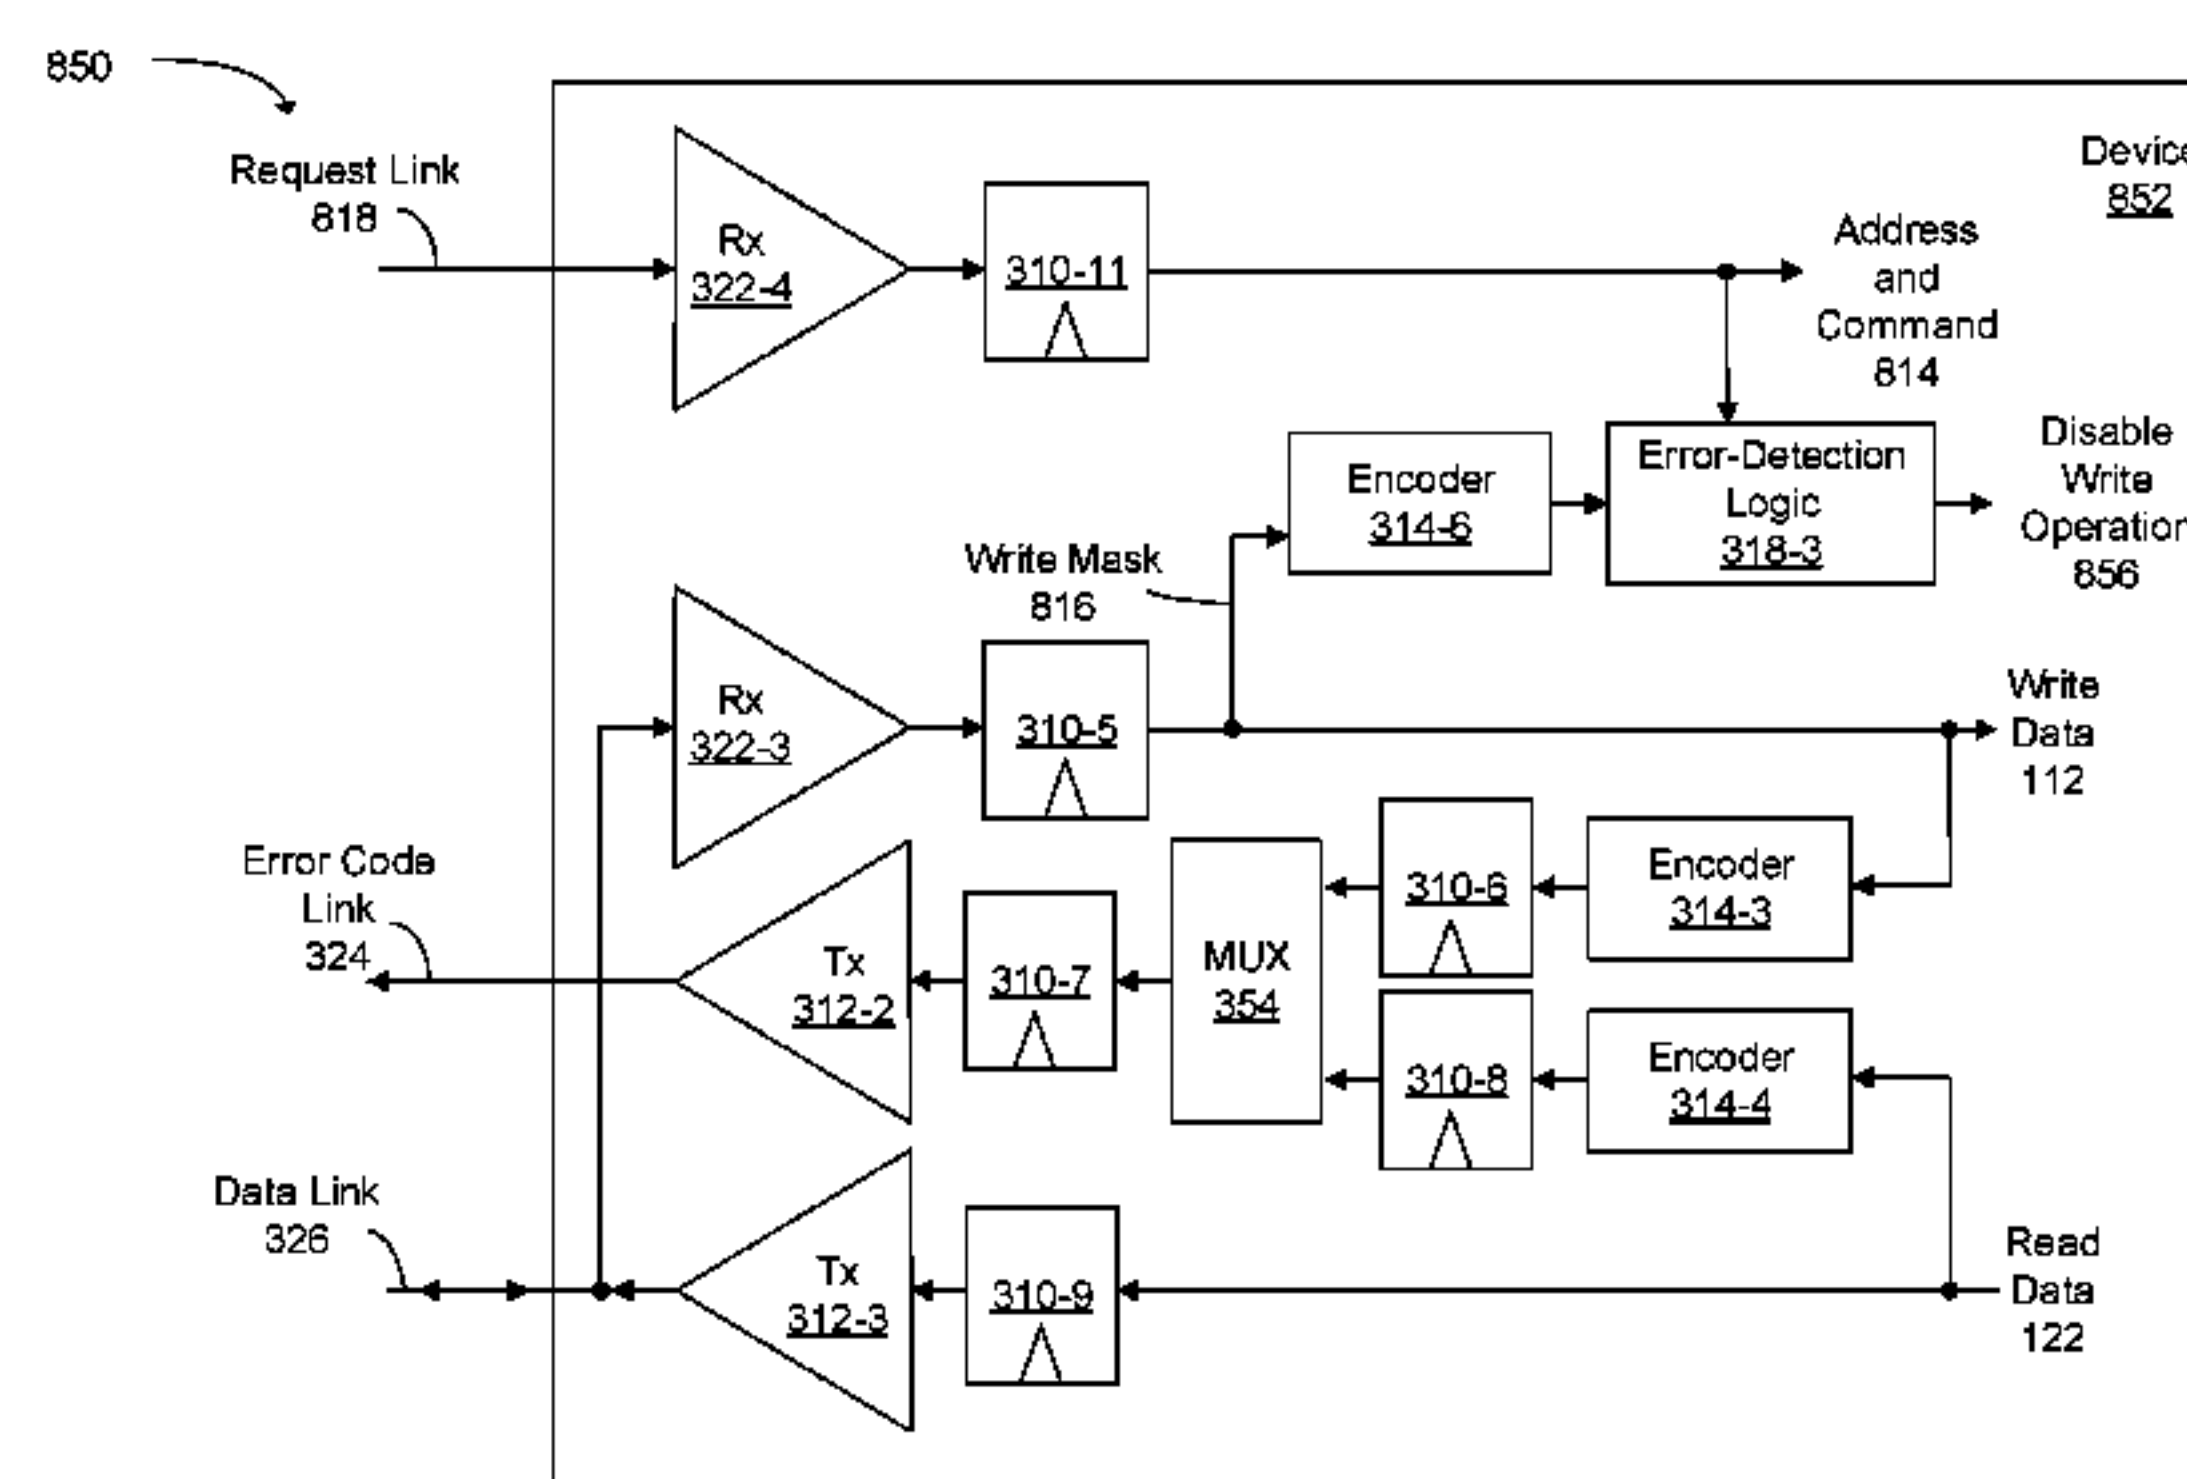 850
Request Link
818
Rx
322-4
310-11
Device
852
Address
and
Command
814
Encoder
314-6
Error-Detection
Logic
318-3
Disable
Write
Operation
856
Write Mask
816
Rx
322-3
310-5
Write
Data
112
Error Code
Link
324
Tx
312-2
310-7
MUX
354
310-6
Encoder
314-3
310-8
Encoder
314-4
Data Link
326
Tx
312-3
310-9
Read
Data
122